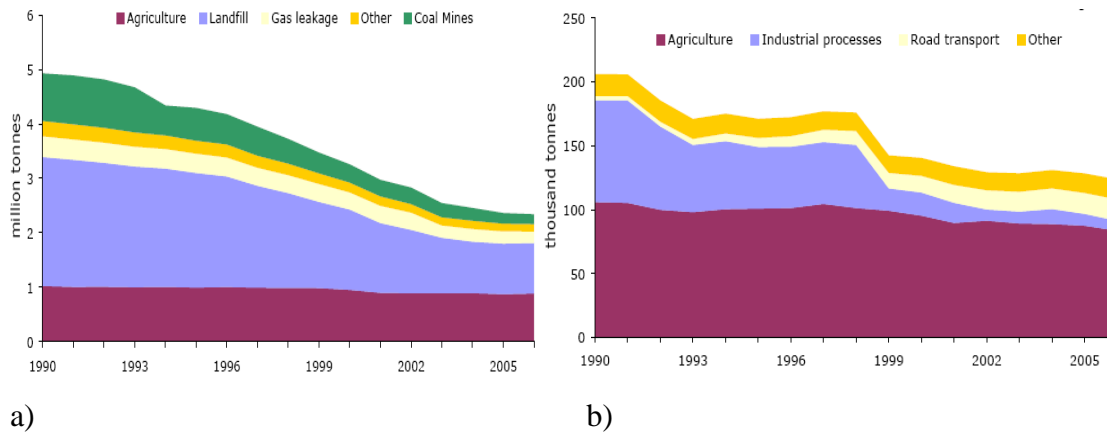 Agriculture Landfill Gas leakage Other Coal Mines
million tonnes
6
5
4
3
2
1
0
1990 1993 1996 1999 2002 2005
a)
Agriculture Industrial processes Road transport Other
thousand tonnes
250
200
150
100
50
0
1990 1993 1996 1999 2002 2005
b)